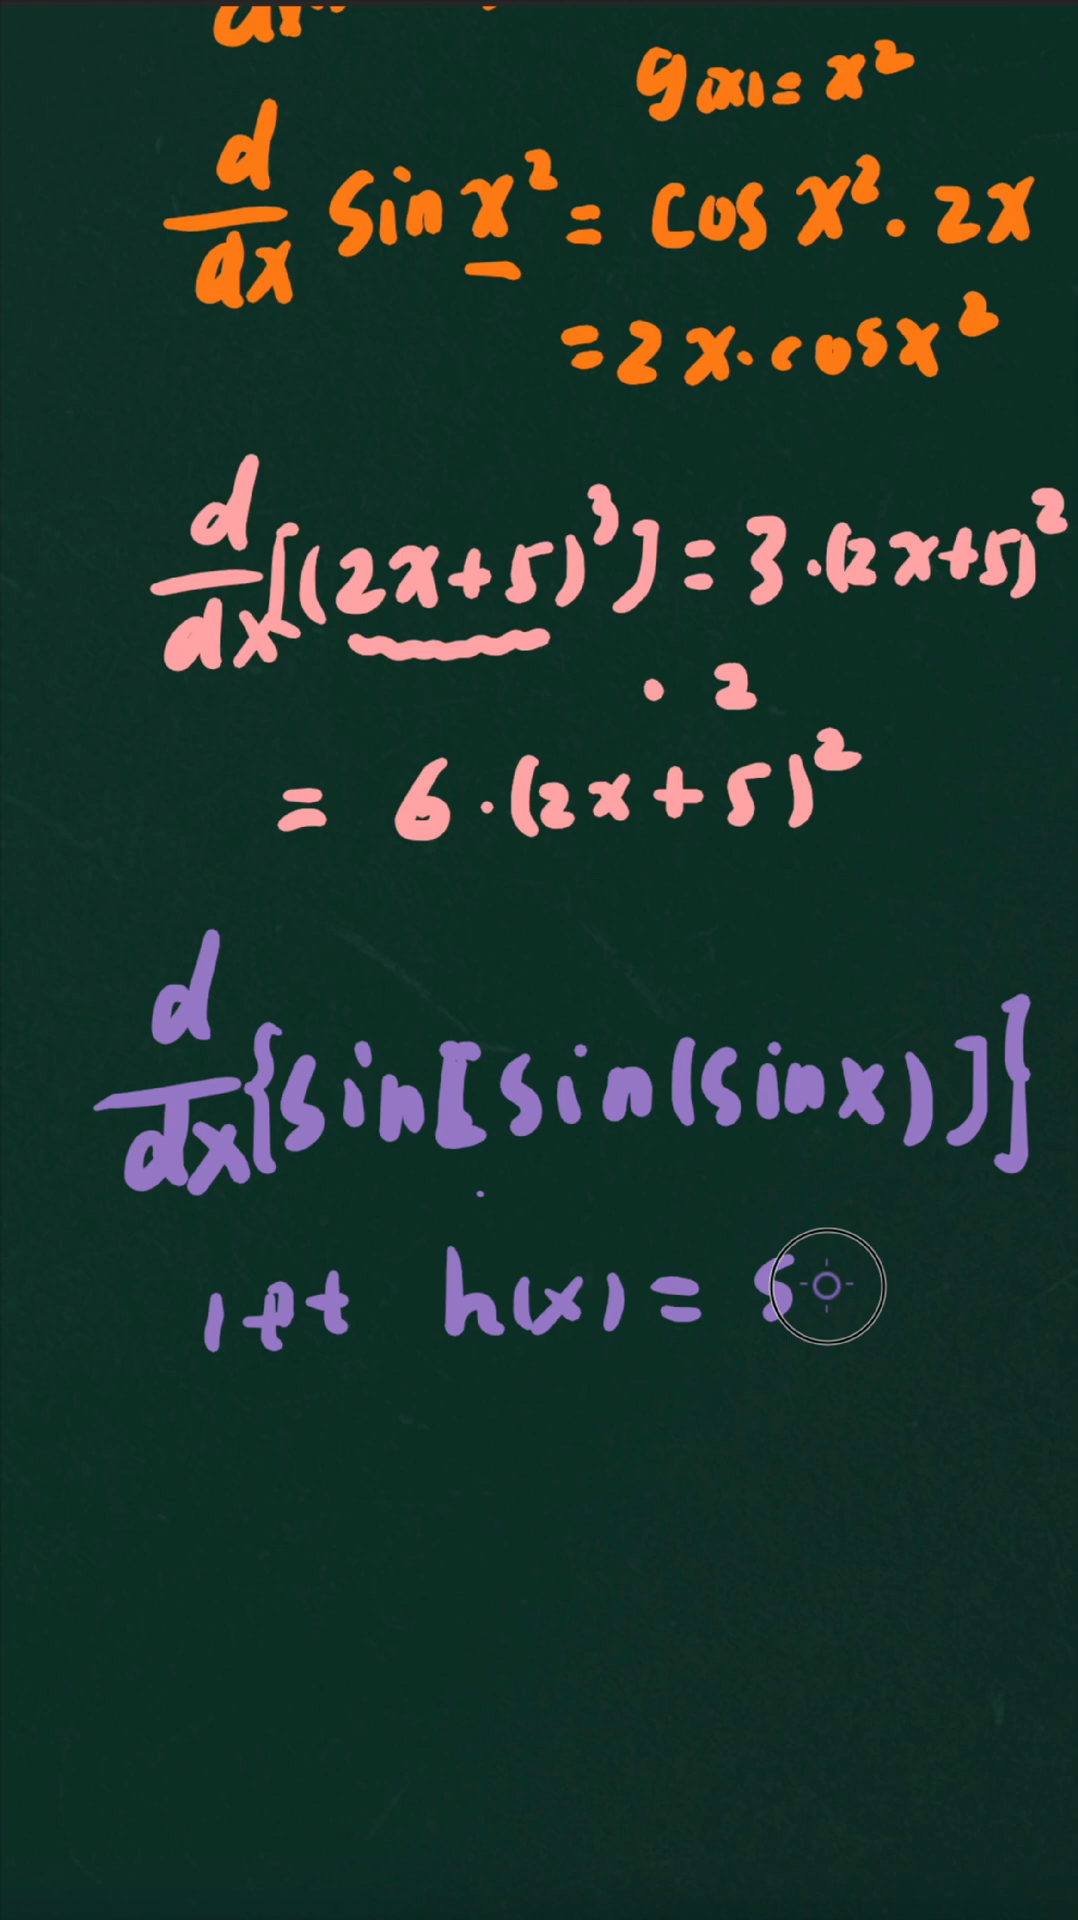 g(x) = x²
d/dx sin x² = cos x² · 2x
= 2x · cos x²
d/dx [(2x+5)³] = 3 · (2x+5)²
· 2
= 6 · (2x+5)²
d/dx {sin[sin(sinx)]}
let h(x) = s